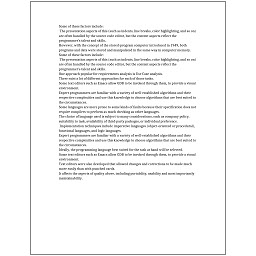 Some of these factors include:
The presentation aspects of this (such as indents, line breaks, color highlighting, and so on)
are often handled by the source code editor, but the content aspects reflect the
programmer's talent and skills.
However, with the concept of the stored-program computer introduced in 1949, both
programs and data were stored and manipulated in the same way in computer memory.
Some of these factors include:
The presentation aspects of this (such as indents, line breaks, color highlighting, and so on)
are often handled by the source code editor, but the content aspects reflect the
programmer's talent and skills.
One approach popular for requirements analysis is Use Case analysis.
There exist a lot of different approaches for each of those tasks.
Some text editors such as Emacs allow GDB to be invoked through them, to provide a visual
environment.
Expert programmers are familiar with a variety of well-established algorithms and their
respective complexities and use this knowledge to choose algorithms that are best suited to
the circumstances.
Some languages are more prone to some kinds of faults because their specification does not
require compilers to perform as much checking as other languages.
The choice of language used is subject to many considerations, such as company policy,
suitability to task, availability of third-party packages, or individual preference.
Implementation techniques include imperative languages (object-oriented or procedural),
functional languages, and logic languages.
Expert programmers are familiar with a variety of well-established algorithms and their
respective complexities and use this knowledge to choose algorithms that are best suited to
the circumstances.
Ideally, the programming language best suited for the task at hand will be selected.
Some text editors such as Emacs allow GDB to be invoked through them, to provide a visual
environment.
Text editors were also developed that allowed changes and corrections to be made much
more easily than with punched cards.
It affects the aspects of quality above, including portability, usability and most importantly
maintainability.